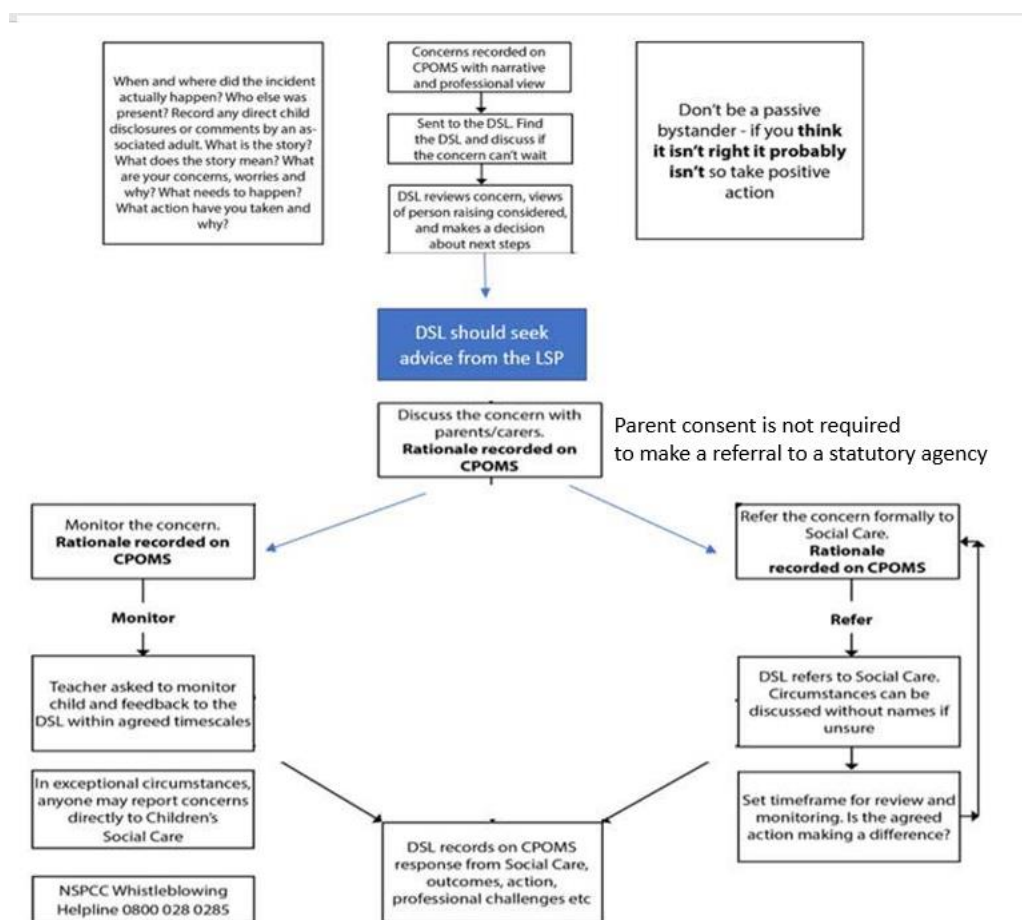 When and where did the incident
actually happen? Who else was
present? Record any direct child
disclosures or comments by an as-
sociated adult. What is the story?
What does the story mean? What
are your concerns, worries and
why? What needs to happen?
What action have you taken and
why?
Concerns recorded on
CPOMS with narrative
and professional view
Sent to the DSL. Find
the DSL and discuss if
the concern can't wait
DSL reviews concern, views
of person raising considered,
and makes a decision
about next steps
Don't be a passive
bystander - if you think
it isn't right it probably
isn't so take positive
action
DSL should seek
advice from the LSP
Discuss the concern with
parents/carers.
Rationale recorded on
CPOMS
Parent consent is not required
to make a referral to a statutory agency
Monitor the concern.
Rationale recorded on
CPOMS
Monitor
Teacher asked to monitor
child and feedback to the
DSL within agreed timescales
In exceptional circumstances,
anyone may report concerns
directly to Children's
Social Care
NSPCC Whistleblowing
Helpline 0800 028 0285
Refer the concern formally to
Social Care.
Rationale
recorded on CPOMS
Refer
DSL refers to Social Care.
Circumstances can be
discussed without names if
unsure
Set timeframe for review and
monitoring. Is the agreed
action making a difference?
DSL records on CPOMS
response from Social Care,
outcomes, action,
professional challenges etc